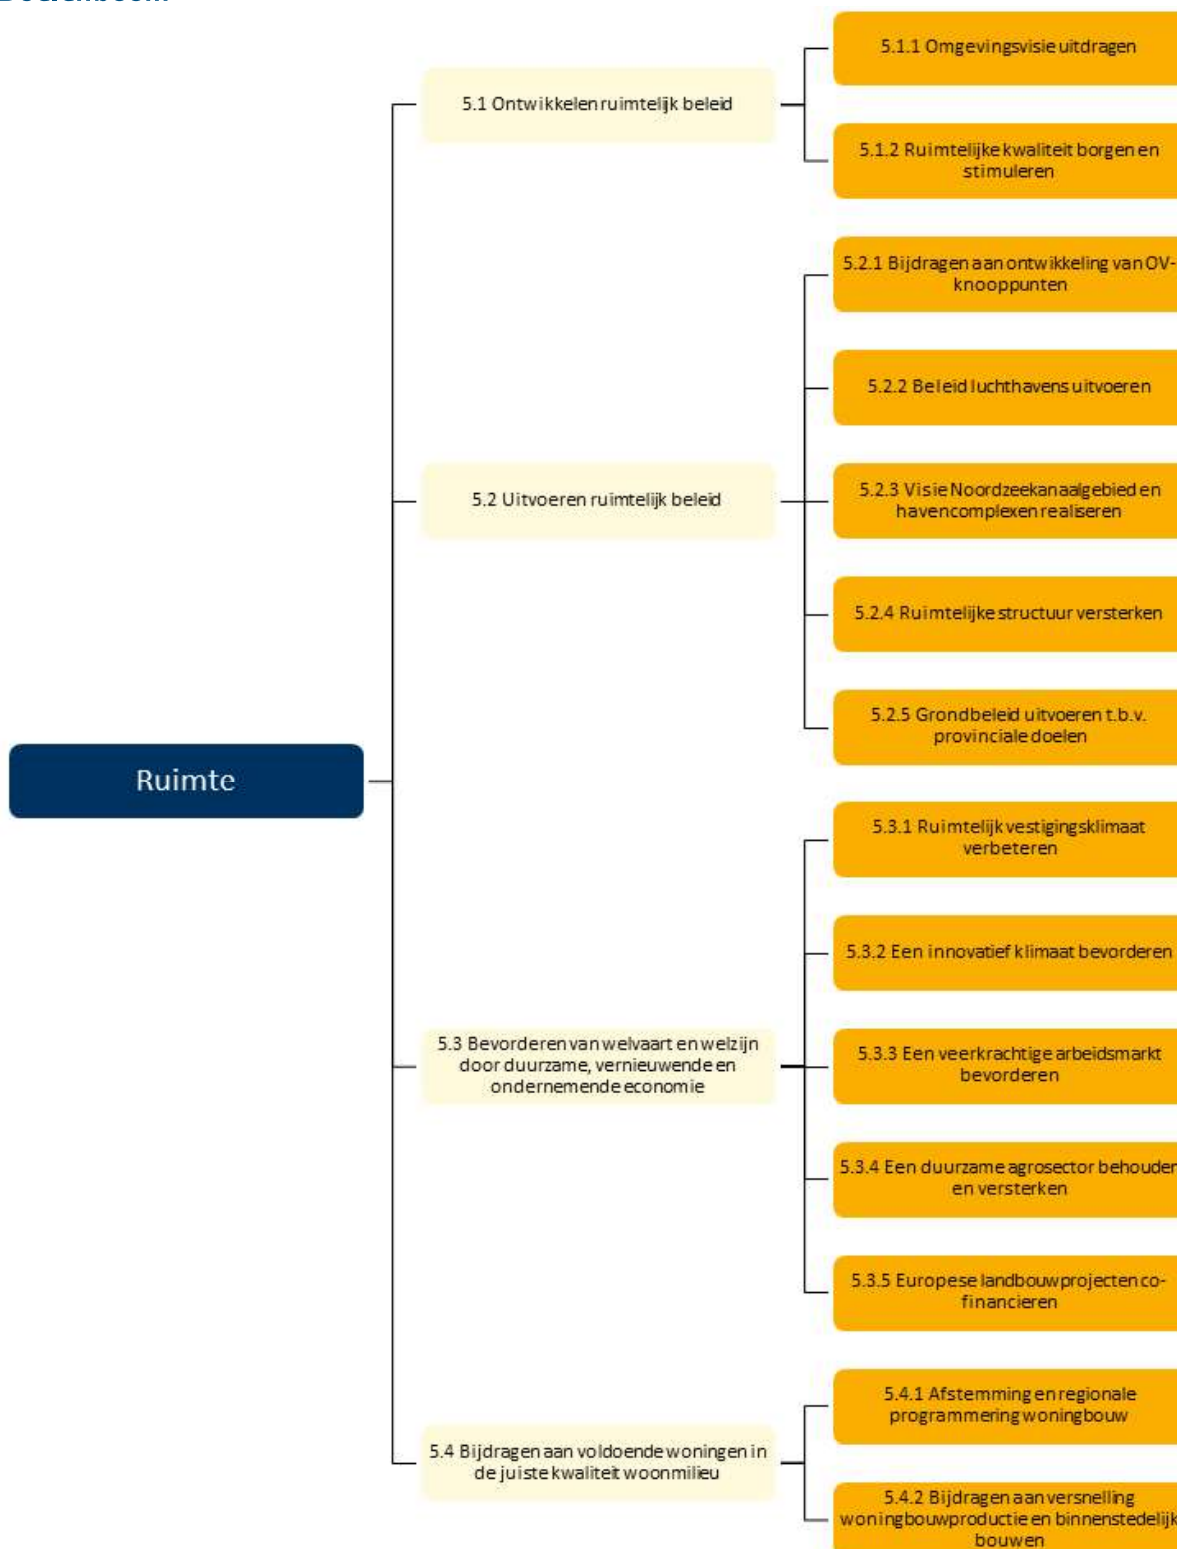 Ruimte
5.1 Ontwikkelen ruimtelijk beleid
5.1.1 Omgevingsvisie uitdragen
5.1.2 Ruimtelijke kwaliteit borgen en
stimuleren
5.2 Uitvoeren ruimtelijk beleid
5.2.1 Bijdragen aan ontwikkeling van OV-
knooppunten
5.2.2 Beleid luchthavens uitvoeren
5.2.3 Visie Noordzeekanaalgebied en
havencomplexen realiseren
5.2.4 Ruimtelijke structuur versterken
5.2.5 Grondbeleid uitvoeren t.b.v.
provinciale doelen
5.3 Bevorderen van welvaart en welzijn
door duurzame, vernieuwende en
ondernemende economie
5.3.1 Ruimtelijk vestigingsklimaat
verbeteren
5.3.2 Een innovatief klimaat bevorderen
5.3.3 Een veerkrachtige arbeidsmarkt
bevorderen
5.3.4 Een duurzame agrosector behouden
en versterken
5.3.5 Europese landbouwprojecten co-
financieren
5.4 Bijdragen aan voldoende woningen in
de juiste kwaliteit woonmilieu
5.4.1 Afstemming en regionale
programmering woningbouw
5.4.2 Bijdragen aan versnelling
woningbouwproductie en binnenstedelijk
bouwen